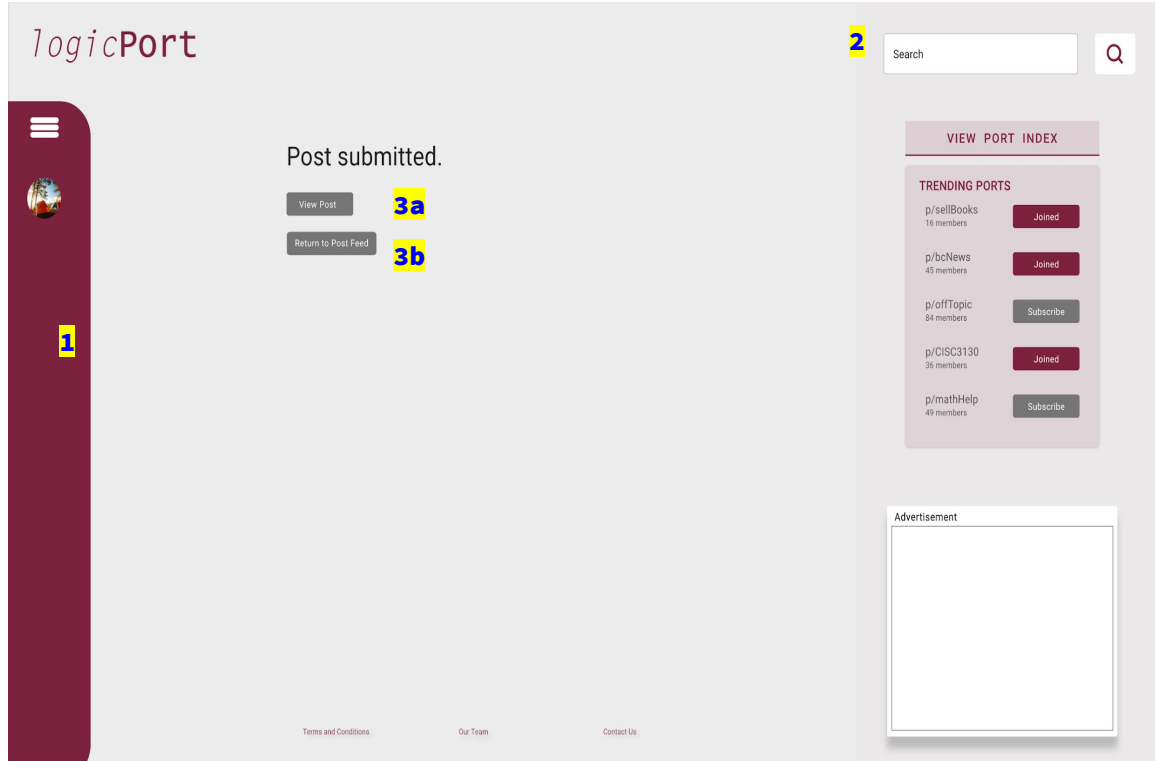 logicPort
2
Search
VIEW PORT INDEX
Post submitted.
View Post
3a
Return to Post Feed
3b
1
TRENDING PORTS
p/sellBooks
16 members
Joined
p/bcNews
45 members
Joined
p/offTopic
84 members
Subscribe
p/CISC3130
36 members
Joined
p/mathHelp
49 members
Subscribe
Advertisement
Terms and Conditions
Our Team
Contact Us